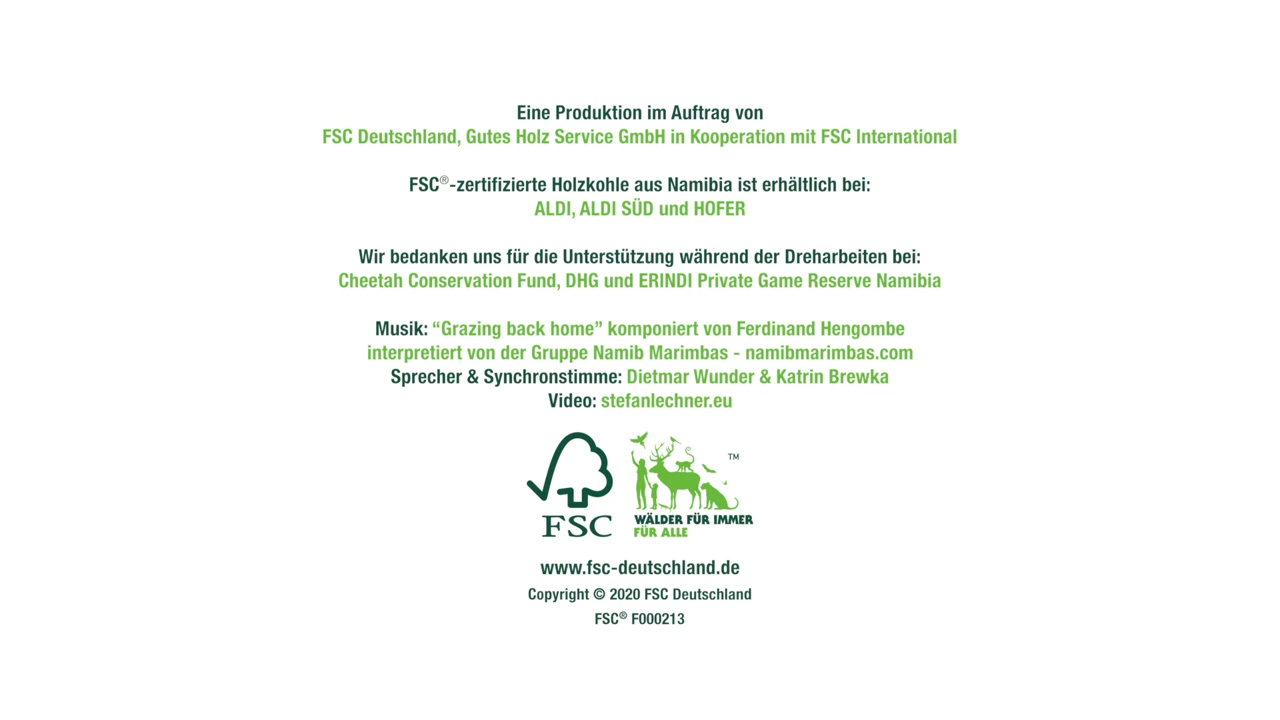 Eine Produktion im Auftrag von
FSC Deutschland, Gutes Holz Service GmbH in Kooperation mit FSC International
FSC®-zertifizierte Holzkohle aus Namibia ist erhältlich bei:
ALDI, ALDI SÜD und HOFER
Wir bedanken uns für die Unterstützung während der Dreharbeiten bei:
Cheetah Conservation Fund, DHG und ERINDI Private Game Reserve Namibia
Musik: “Grazing back home” komponiert von Ferdinand Hengombe
interpretiert von der Gruppe Namib Marimbas - namibmarimbas.com
Sprecher & Synchronstimme: Dietmar Wunder & Katrin Brewka
Video: stefanlechner.eu
FSC
TM
WÄLDER FÜR IMMER
FÜR ALLE
www.fsc-deutschland.de
Copyright © 2020 FSC Deutschland
FSC® F000213